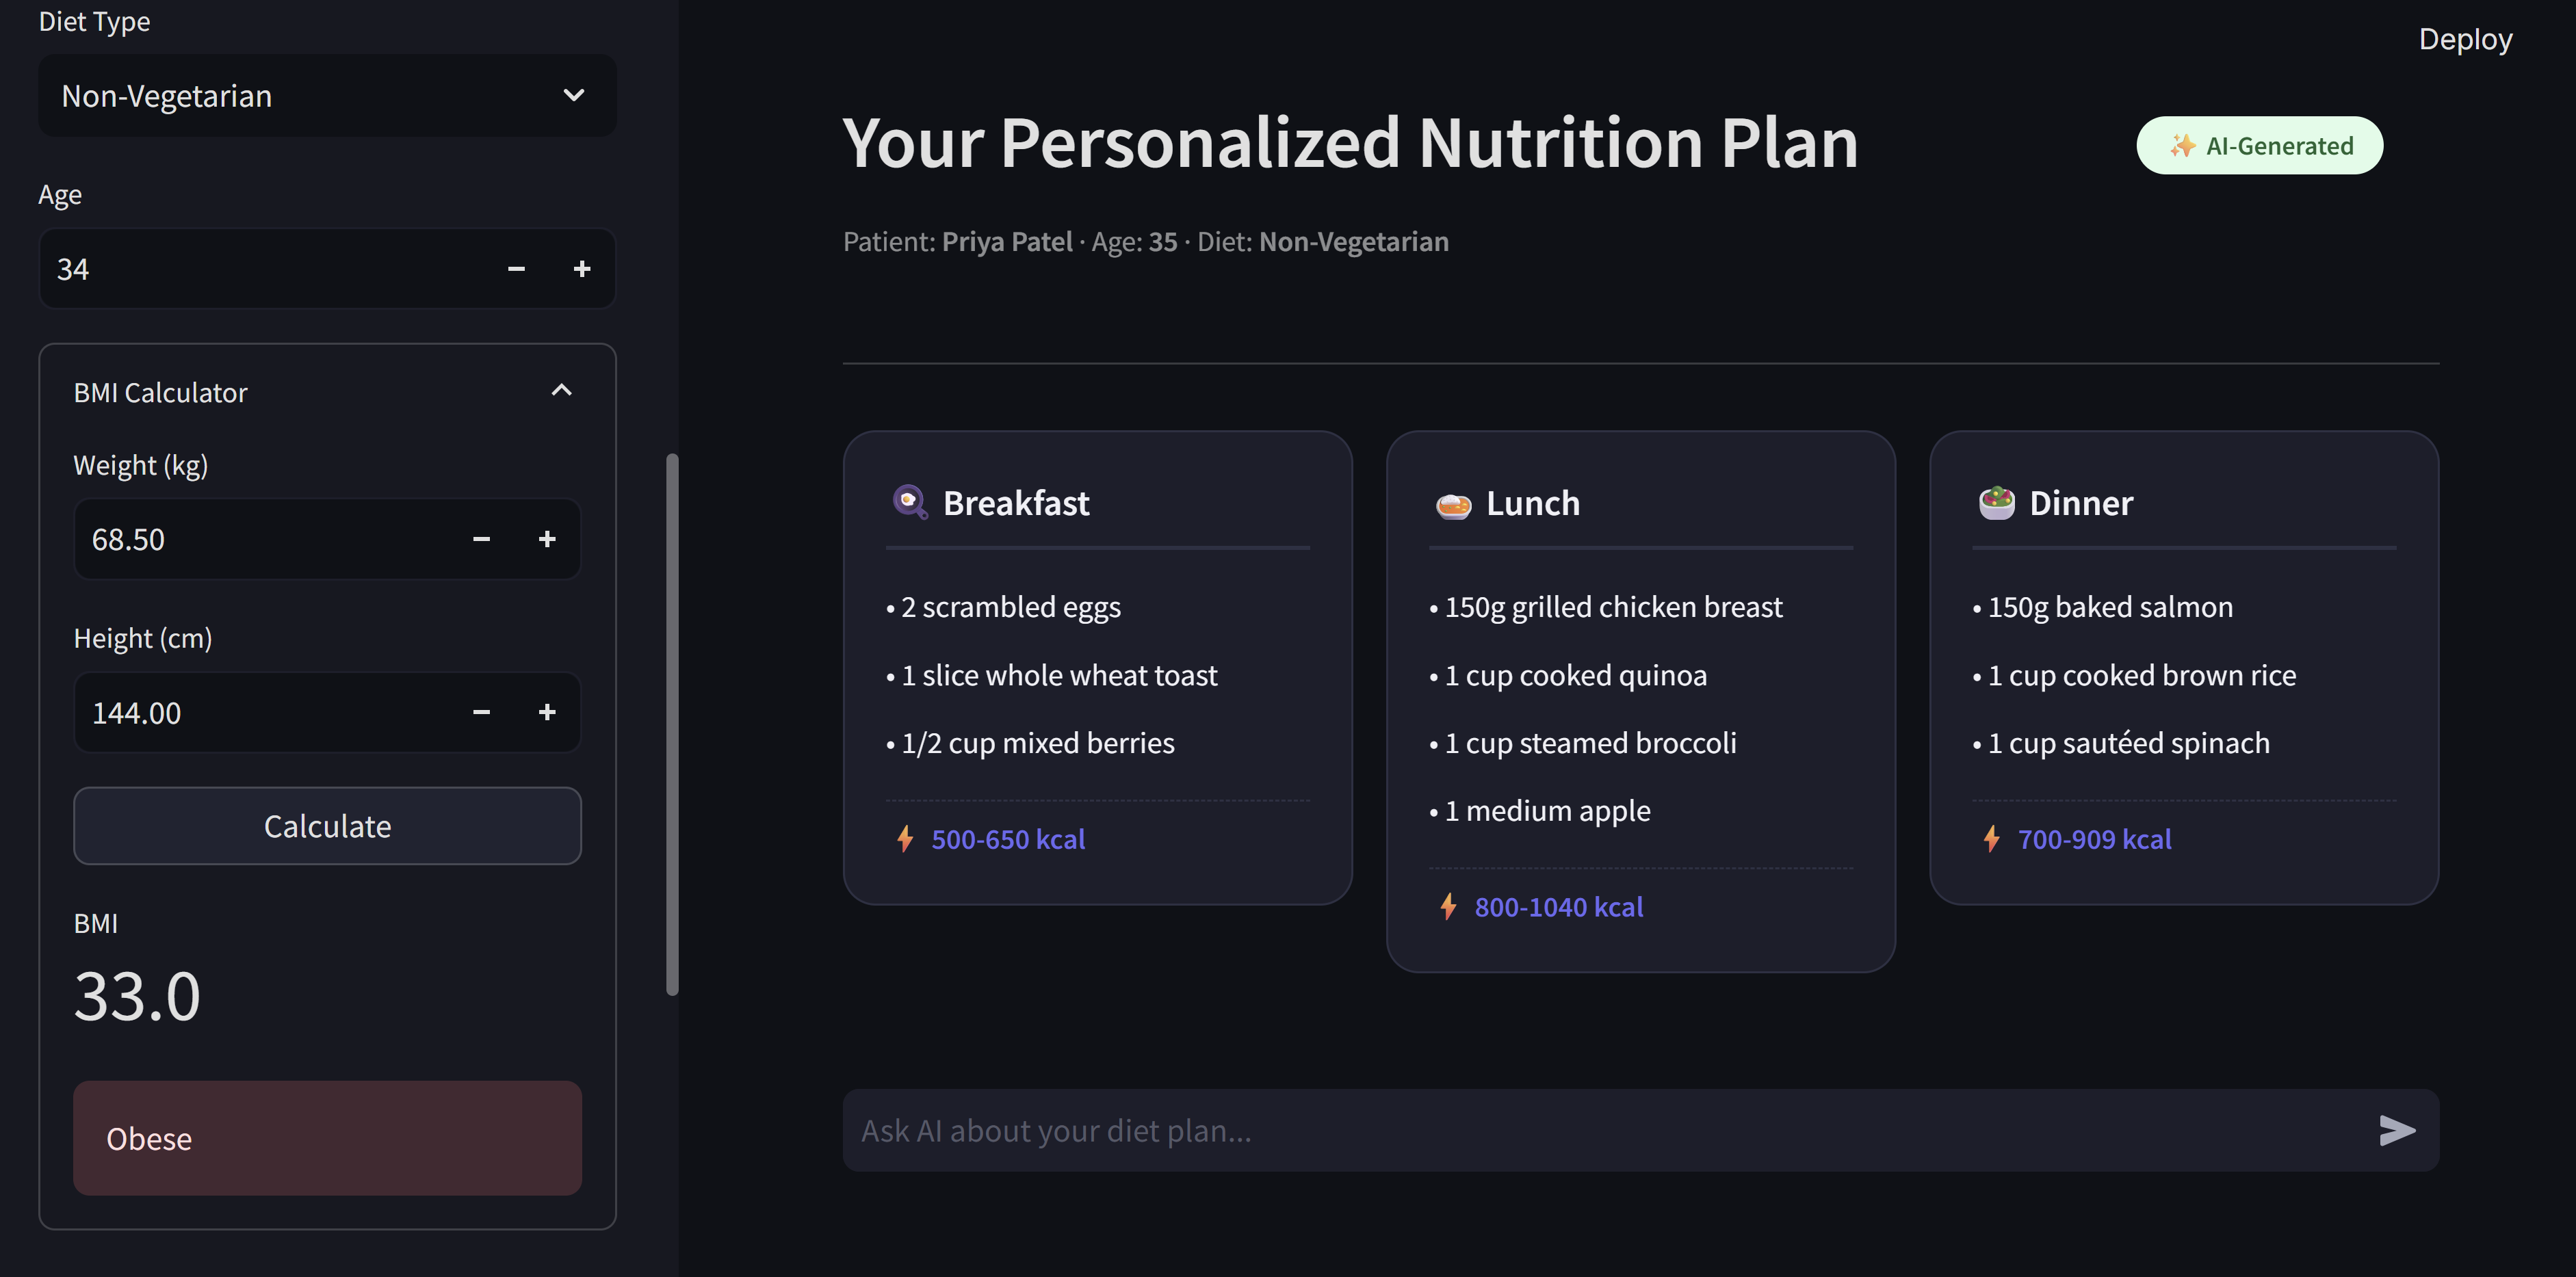 Diet Type
Non-Vegetarian
Age
34
BMI Calculator
Weight (kg)
68.50
Height (cm)
144.00
Calculate
BMI
33.0
Obese
Deploy
Your Personalized Nutrition Plan
✨ AI-Generated
Patient: Priya Patel · Age: 35 · Diet: Non-Vegetarian
Breakfast
• 2 scrambled eggs
• 1 slice whole wheat toast
• 1/2 cup mixed berries
500-650 kcal
Lunch
• 150g grilled chicken breast
• 1 cup cooked quinoa
• 1 cup steamed broccoli
• 1 medium apple
800-1040 kcal
Dinner
• 150g baked salmon
• 1 cup cooked brown rice
• 1 cup sautéed spinach
700-909 kcal
Ask AI about your diet plan...